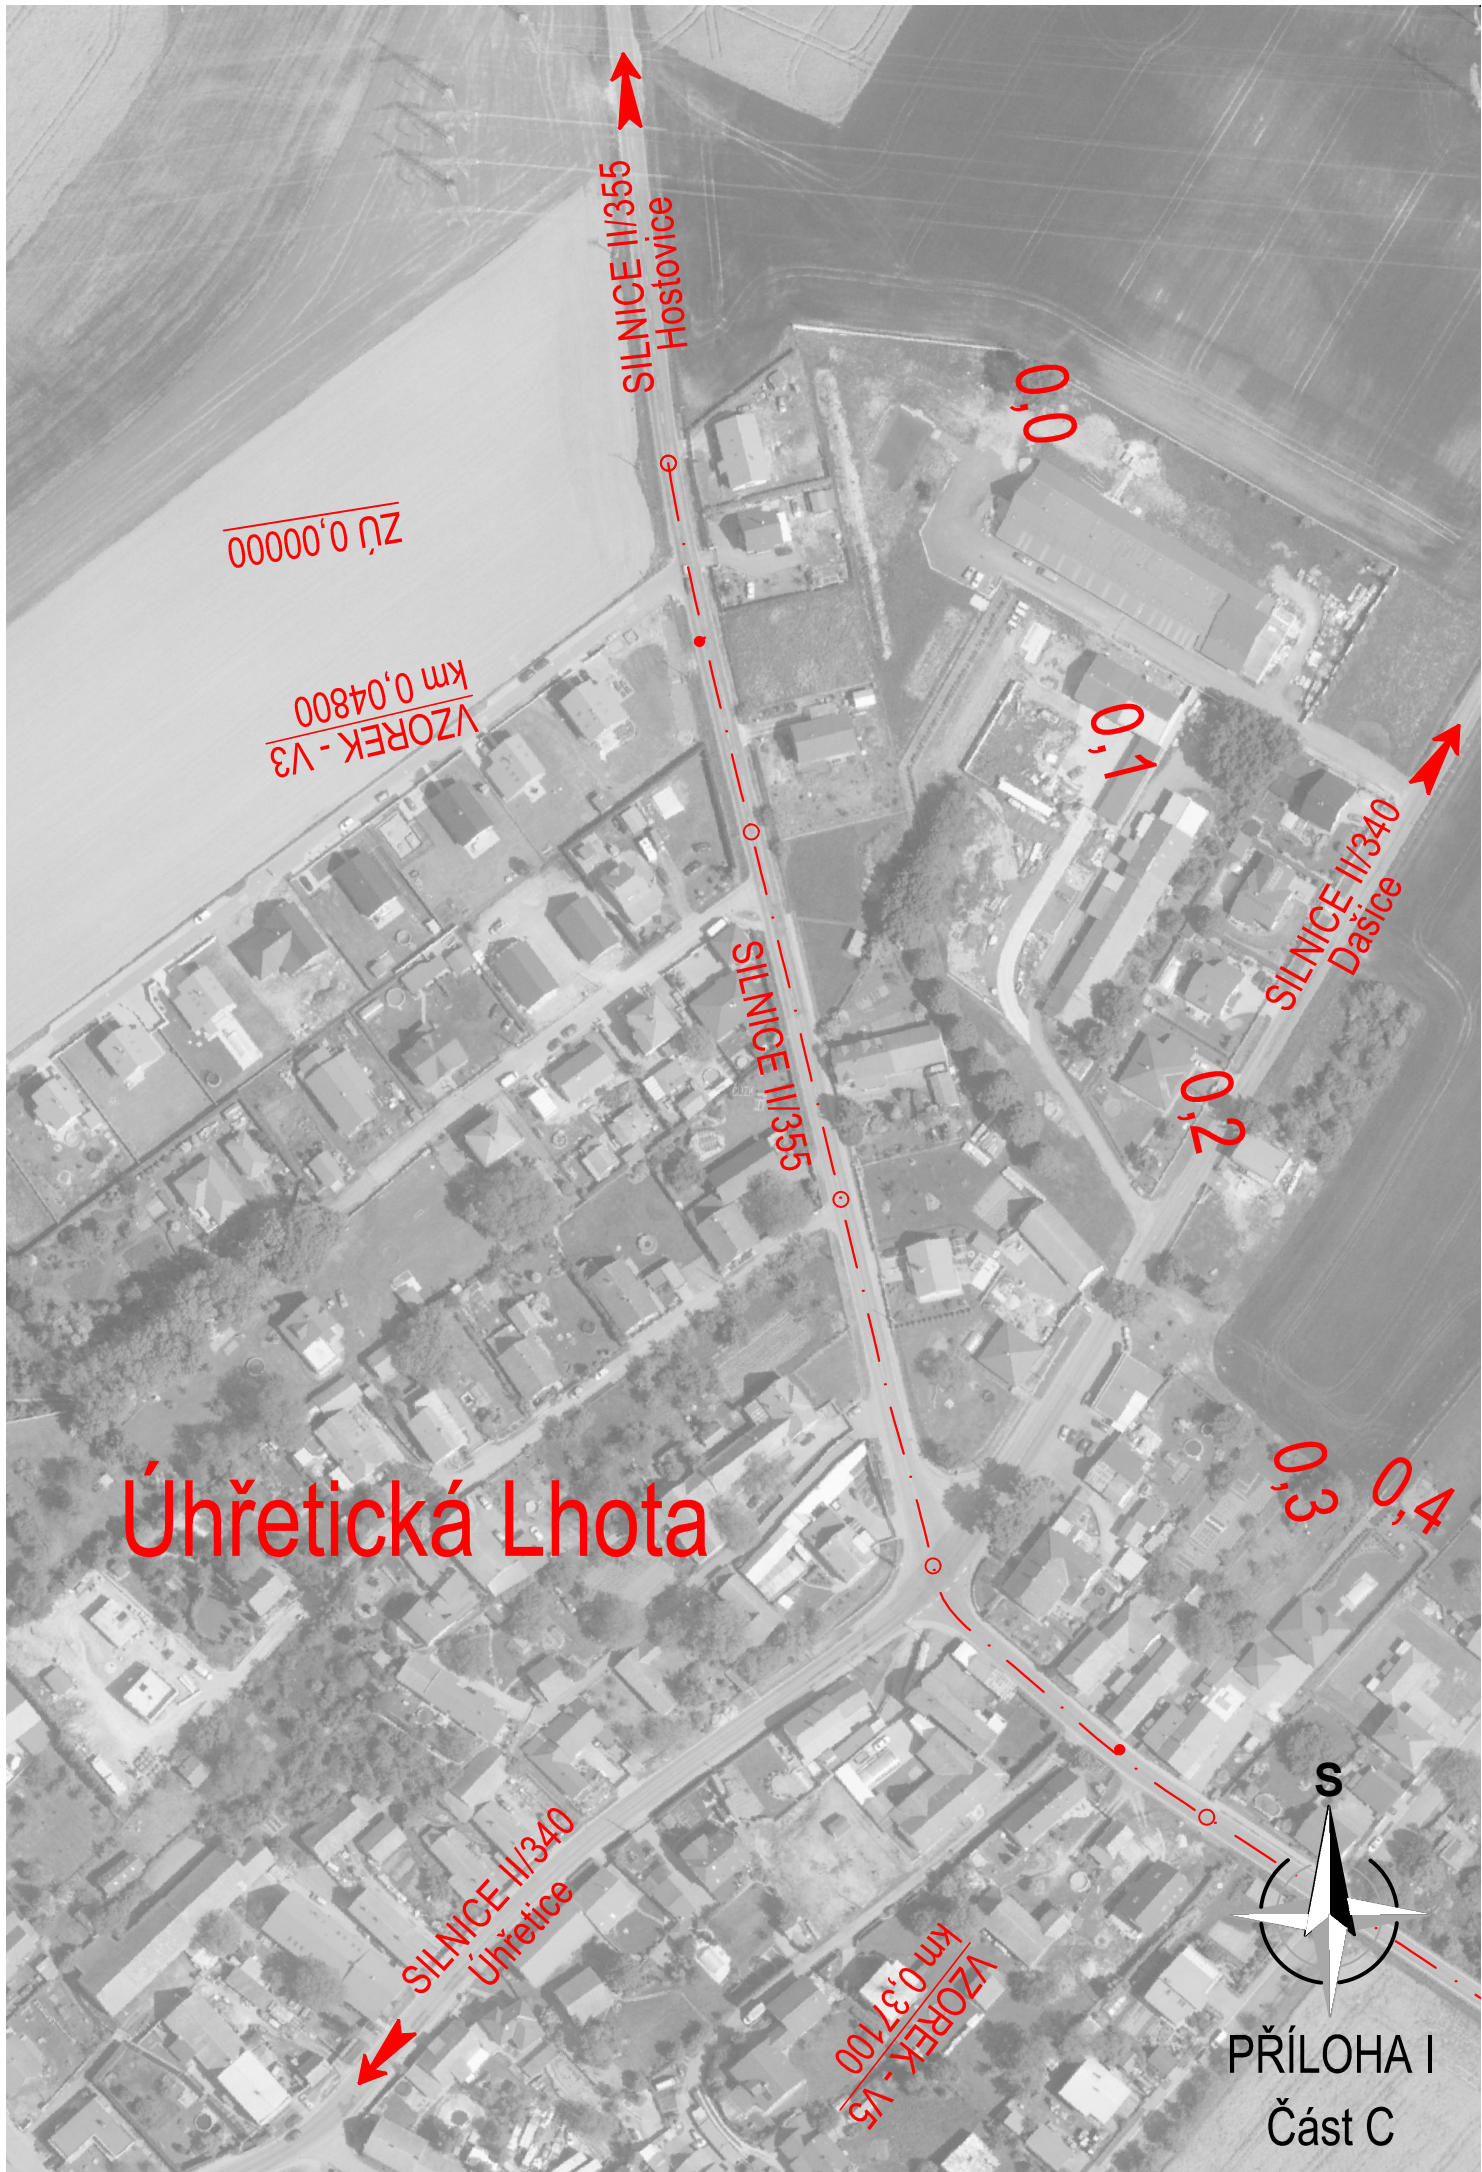 SILNICE II/355
Hostovice
0,0
ZÚ 0,00000
km 0,04800
VZOREK - V3
0,1
SILNICE II/340
Dašice
SILNICE III/355
0,2
0,3
0,4
Úhřetická Lhota
S
SILNICE II/340
Úhřetice
km 0,37100
VZOREK - V5
PŘÍLOHA I
Část C